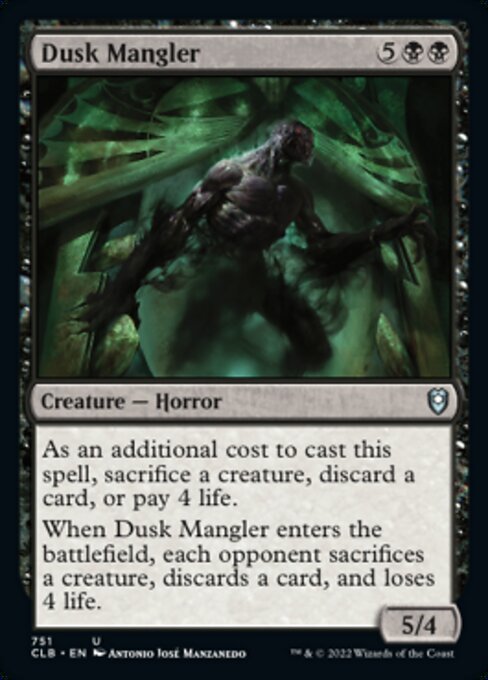 Dusk Mangler 5
Creature — Horror
As an additional cost to cast this
spell, sacrifice a creature, discard a
card, or pay 4 life.
When Dusk Mangler enters the
battlefield, each opponent sacrifices
a creature, discards a card, and loses
4 life.
5/4
751 U
CLB • EN Antonio José Manzanedo
™ & © 2022 Wizards of the Coast